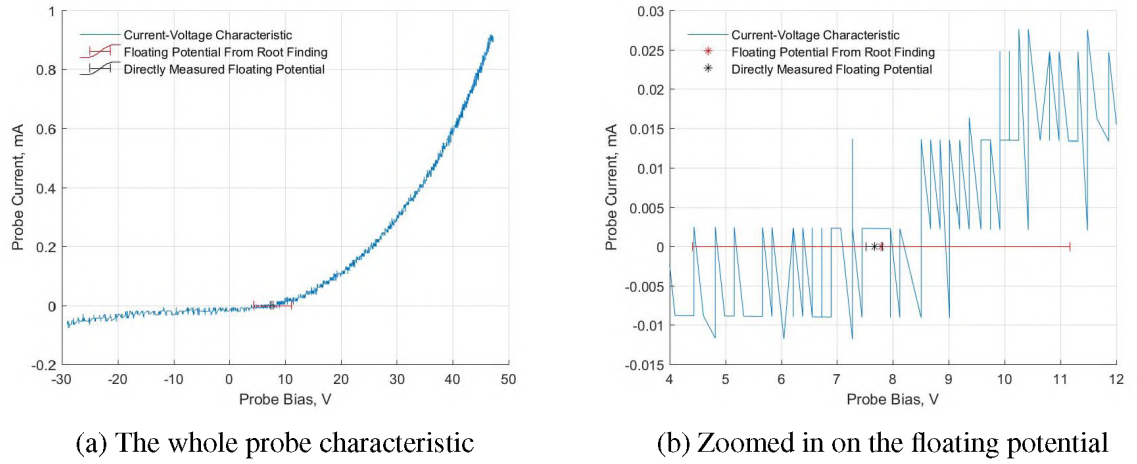 Current-Voltage Characteristic
Floating Potential From Root Finding
Directly Measured Floating Potential
1
0.8
0.6
0.4
0.2
0
-0.2
Probe Current, mA
-30 -20 -10 0 10 20 30 40 50
Probe Bias, V
(a) The whole probe characteristic
Current-Voltage Characteristic
Floating Potential From Root Finding
Directly Measured Floating Potential
0.03
0.025
0.02
0.015
0.01
0.005
0
-0.005
-0.01
-0.015
Probe Current, mA
4 5 6 7 8 9 10 11 12
Probe Bias, V
(b) Zoomed in on the floating potential